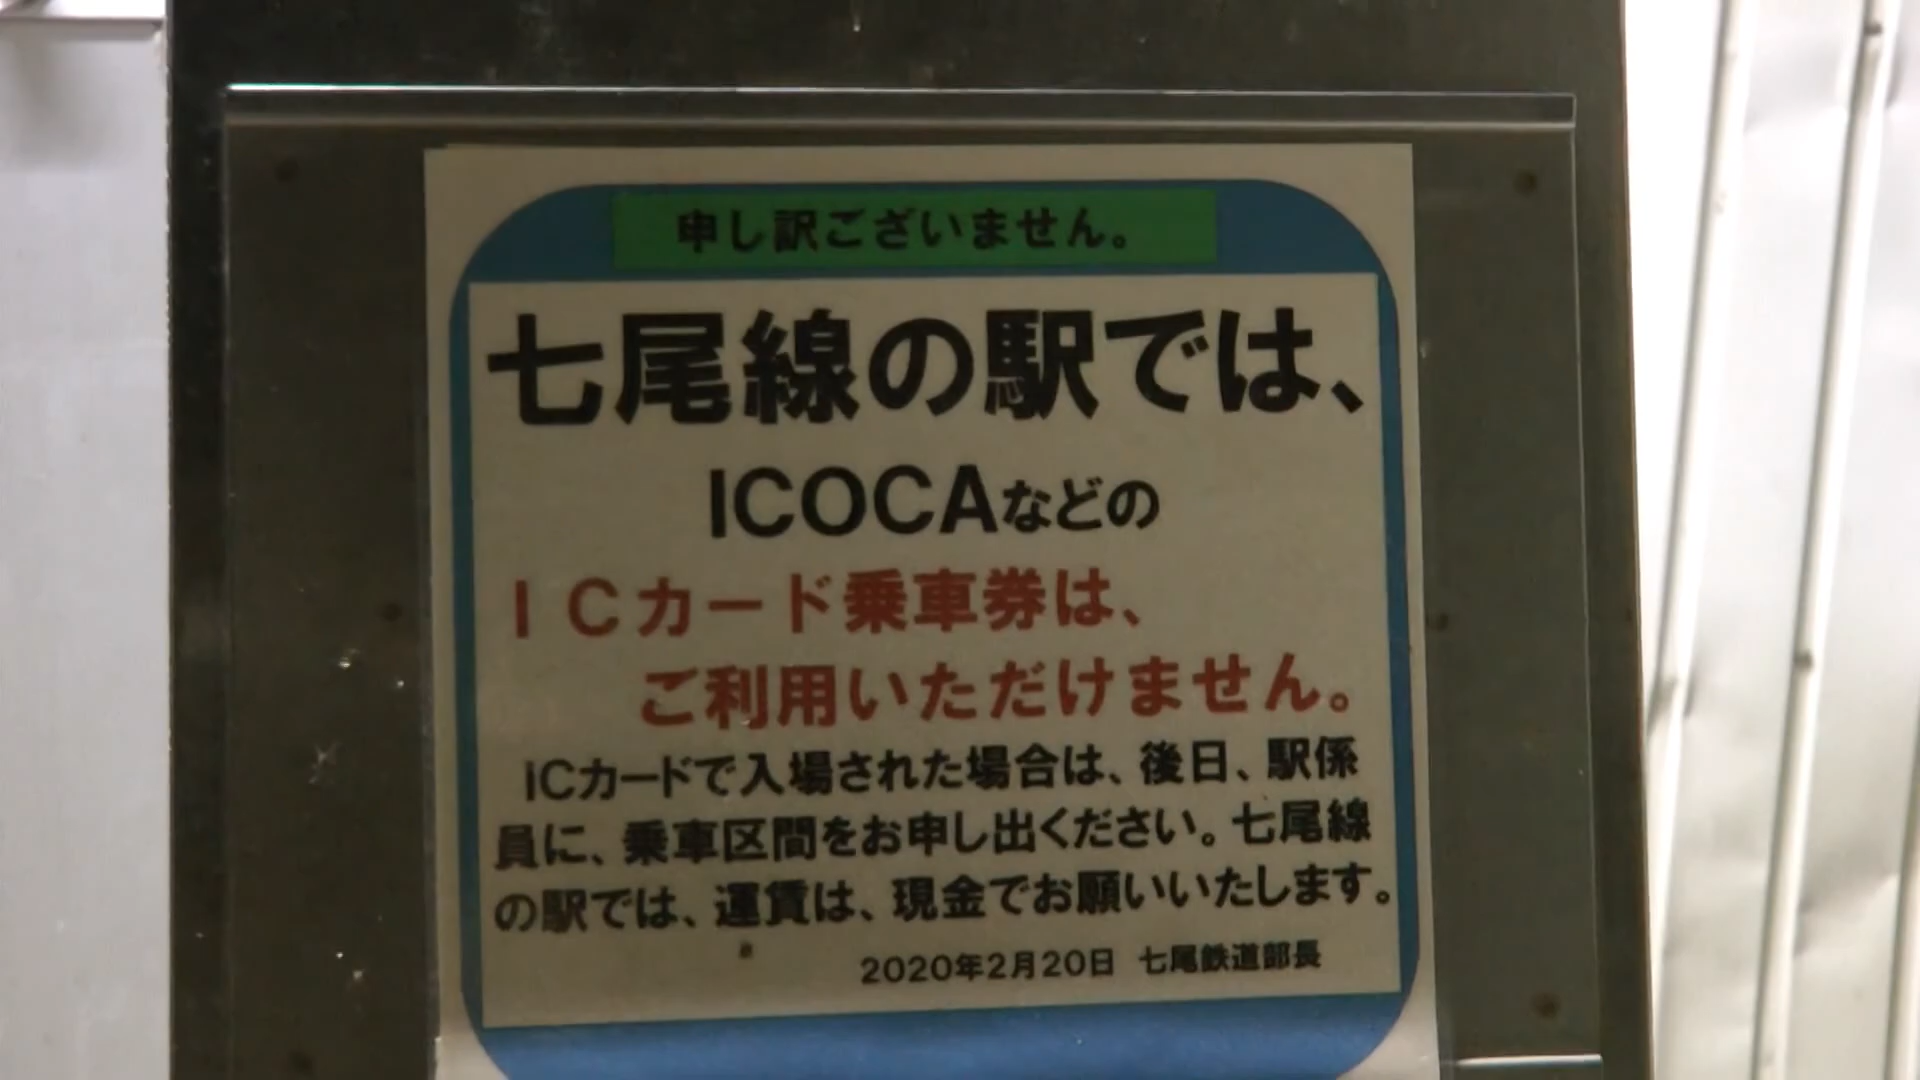 申し訳ございません。
七尾線の駅では、
ICOCAなどの
ICカード乗車券は、
ご利用いただけません。
ICカードで入場された場合は、後日、駅係
員に、乗車区間をお申し出ください。七尾線
の駅では、運賃は、現金でお願いいたします。
2020年2月20日 七尾鉄道部長